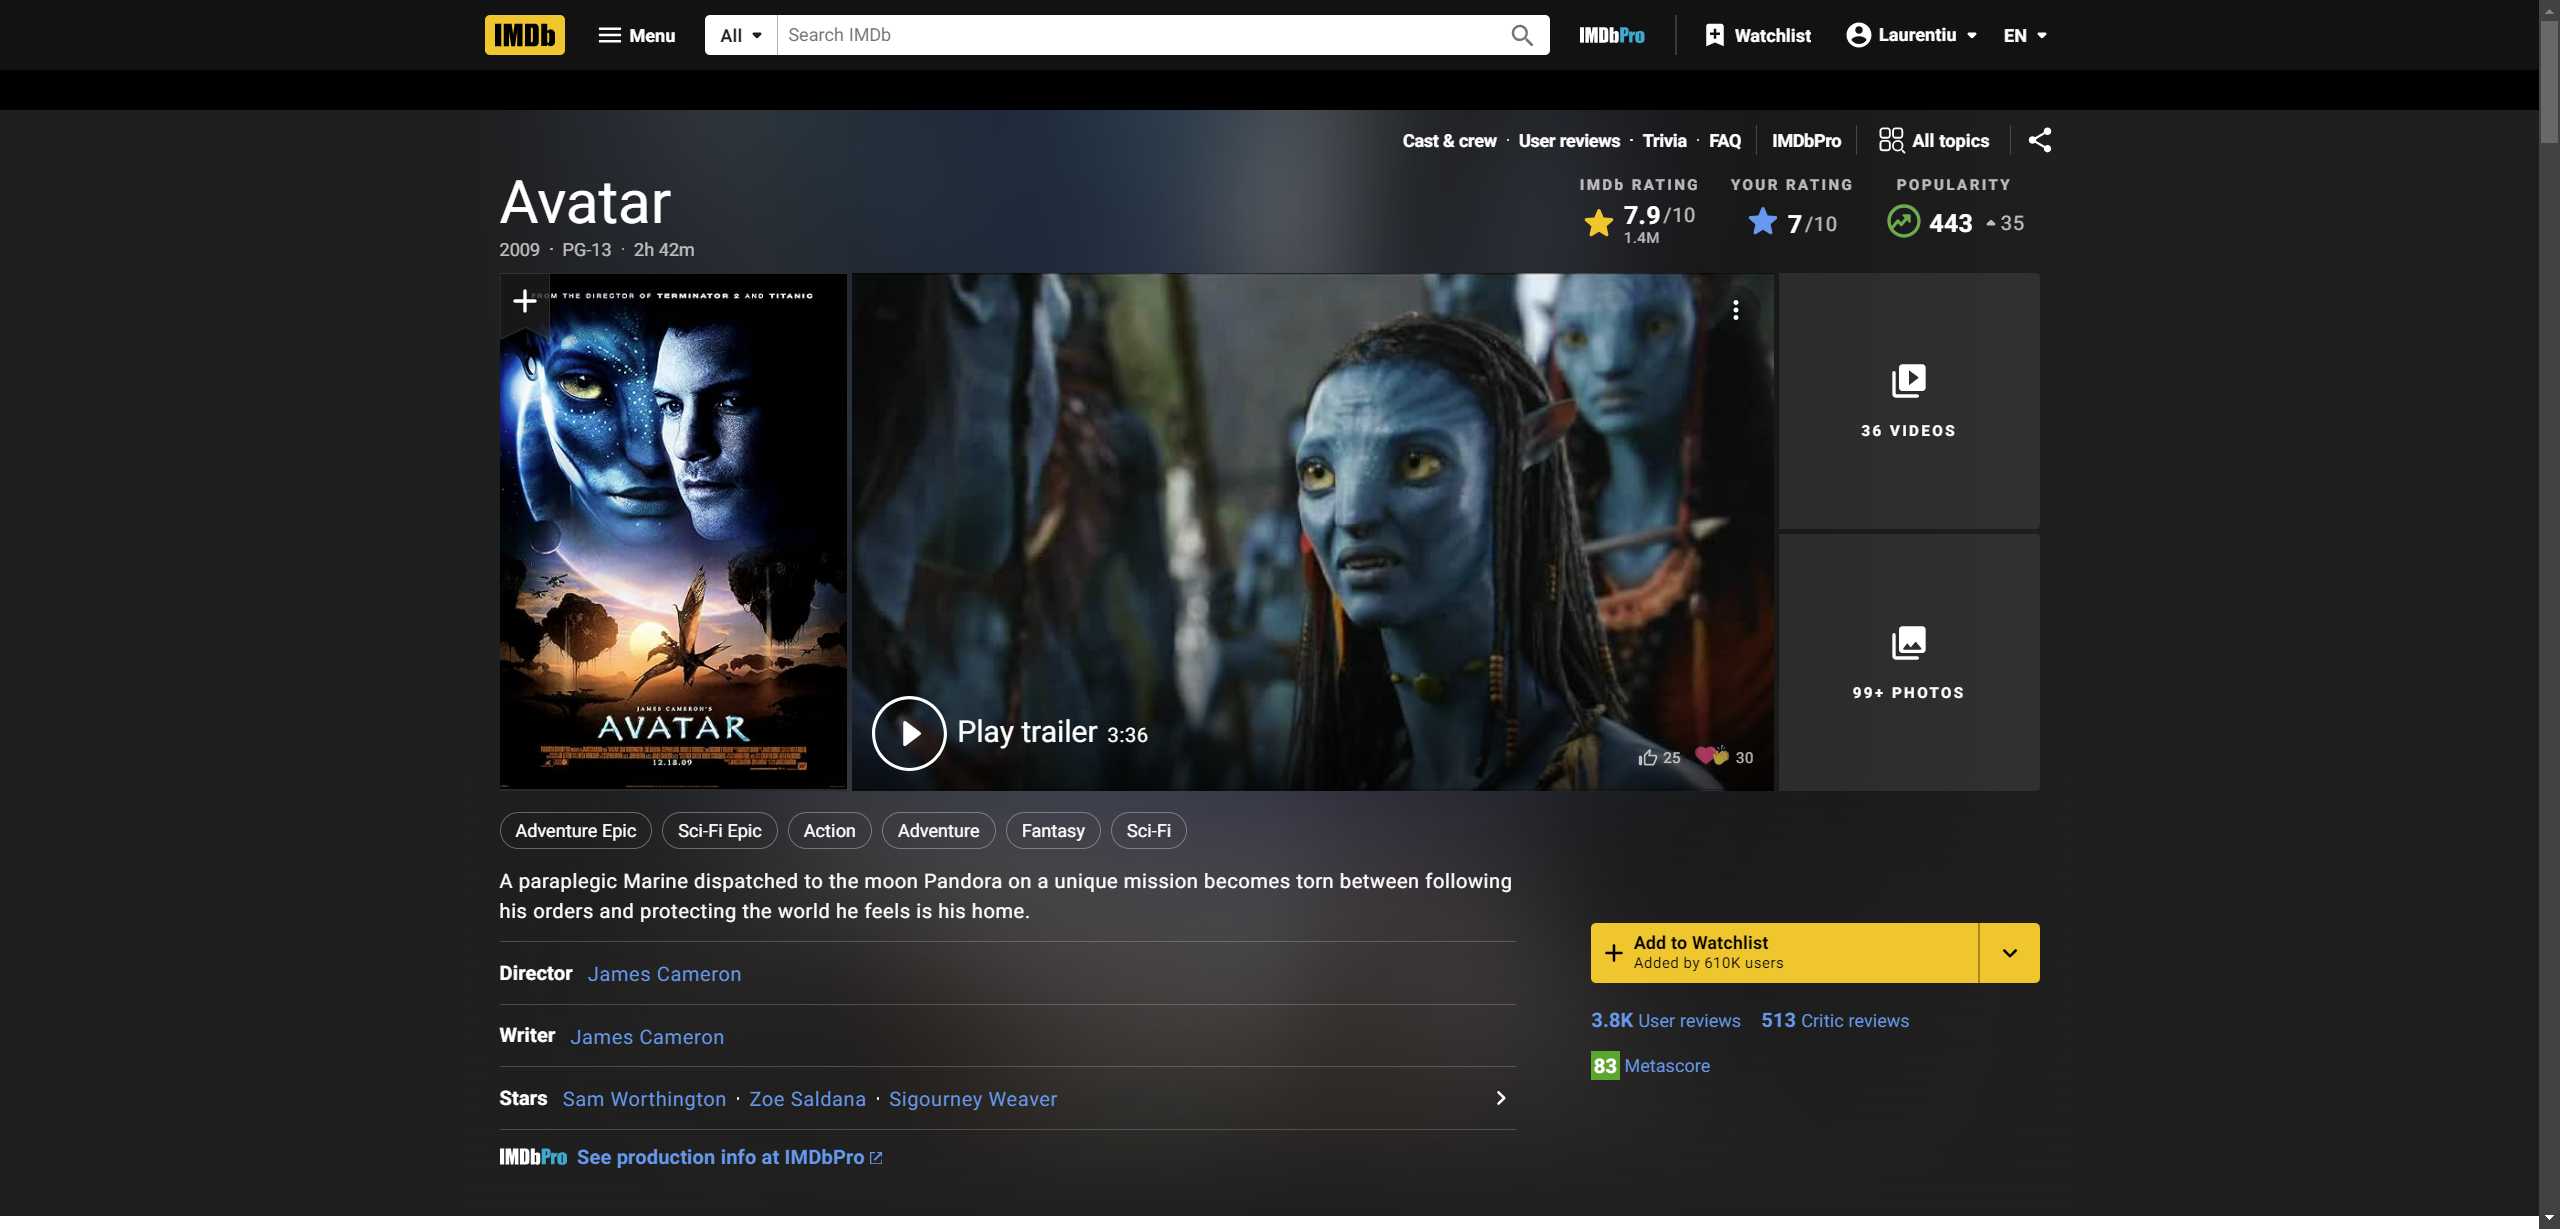 IMDb Menu All Search IMDb IMDbPro Watchlist Laurentiu EN
Cast & crew · User reviews · Trivia · FAQ IMDbPro All topics
Avatar
2009 · PG-13 · 2h 42m
IMDb RATING YOUR RATING POPULARITY
7.9/10 7/10 443 35
1.4M
FROM THE DIRECTOR OF TERMINATOR 2 AND TITANIC
JAMES CAMERON'S
AVATAR
12.18.09
Play trailer 3:36
25 30
36 VIDEOS
99+ PHOTOS
Adventure Epic Sci-Fi Epic Action Adventure Fantasy Sci-Fi
A paraplegic Marine dispatched to the moon Pandora on a unique mission becomes torn between following
his orders and protecting the world he feels is his home.
Director James Cameron
Writer James Cameron
Stars Sam Worthington · Zoe Saldana · Sigourney Weaver
IMDbPro See production info at IMDbPro
Add to Watchlist
Added by 610K users
3.8K User reviews 513 Critic reviews
83 Metascore